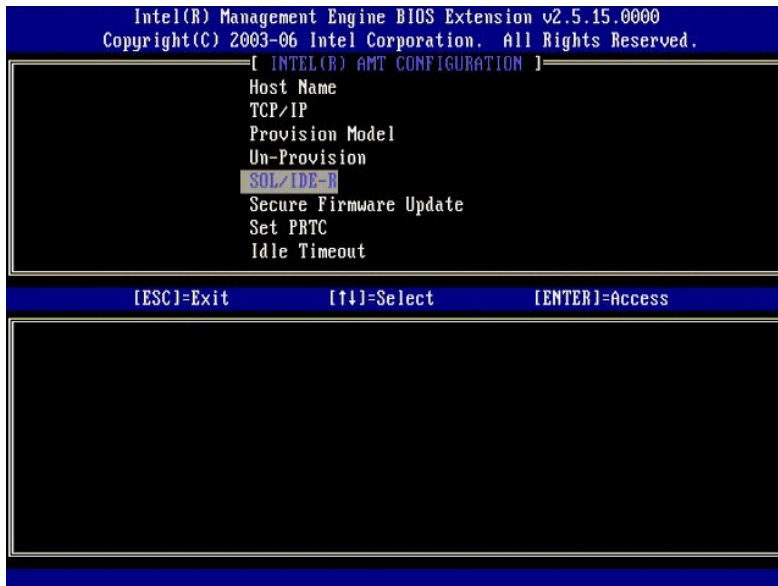 Intel(R) Management Engine BIOS Extension v2.5.15.0000
Copyright(C) 2003-06 Intel Corporation. All Rights Reserved.
[ INTEL(R) AMT CONFIGURATION ]
Host Name
TCP/IP
Provision Model
Un-Provision
SOL/IDE-R
Secure Firmware Update
Set PRTC
Idle Timeout
[ESC]=Exit [↑↓]=Select [ENTER]=Access